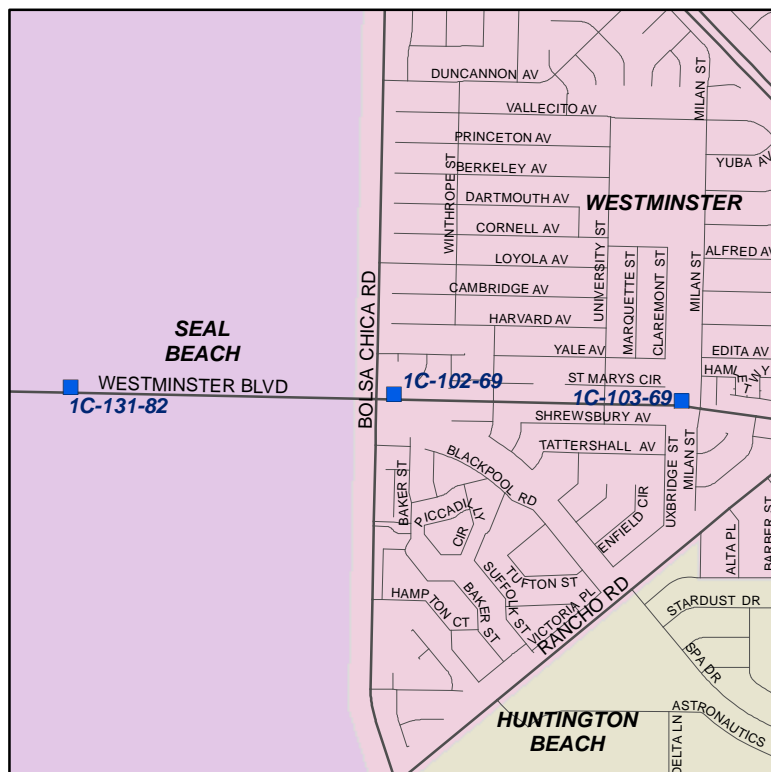 DUNCANNON AV
MILAN ST
VALLECITO AV
PRINCETON AV
YUBA AV
BERKELEY AV
WINTHROPE ST
DARTMOUTH AV
WESTMINSTER
CORNELL AV
UNIVERSITY ST
MARQUETTE ST
CLAREMONT ST
MILAN ST
ALFRED AV
LOYOLA AV
BOLSA CHICA RD
CAMBRIDGE AV
HARVARD AV
SEAL
BEACH
YALE AV
EDITA AV
HAMLET WY
ST MARYS CIR
1C-102-69
WESTMINSTER BLVD
1C-131-82
1C-103-69
SHREWSBURY AV
TATTERSHALL AV
UXBRIDGE ST
MILAN ST
BLACKPOOL RD
BAKER ST
PICCADILLY
CIR
ENFIELD CIR
ALTA PL
BARBER ST
TUFTON ST
SUFFOLK ST
HAMPTON CT
BAKER ST
VICTORIA PL
RANCHO RD
STARDUST DR
SPA DR
HUNTINGTON
BEACH
ASTRONAUTICS
DELTA LN